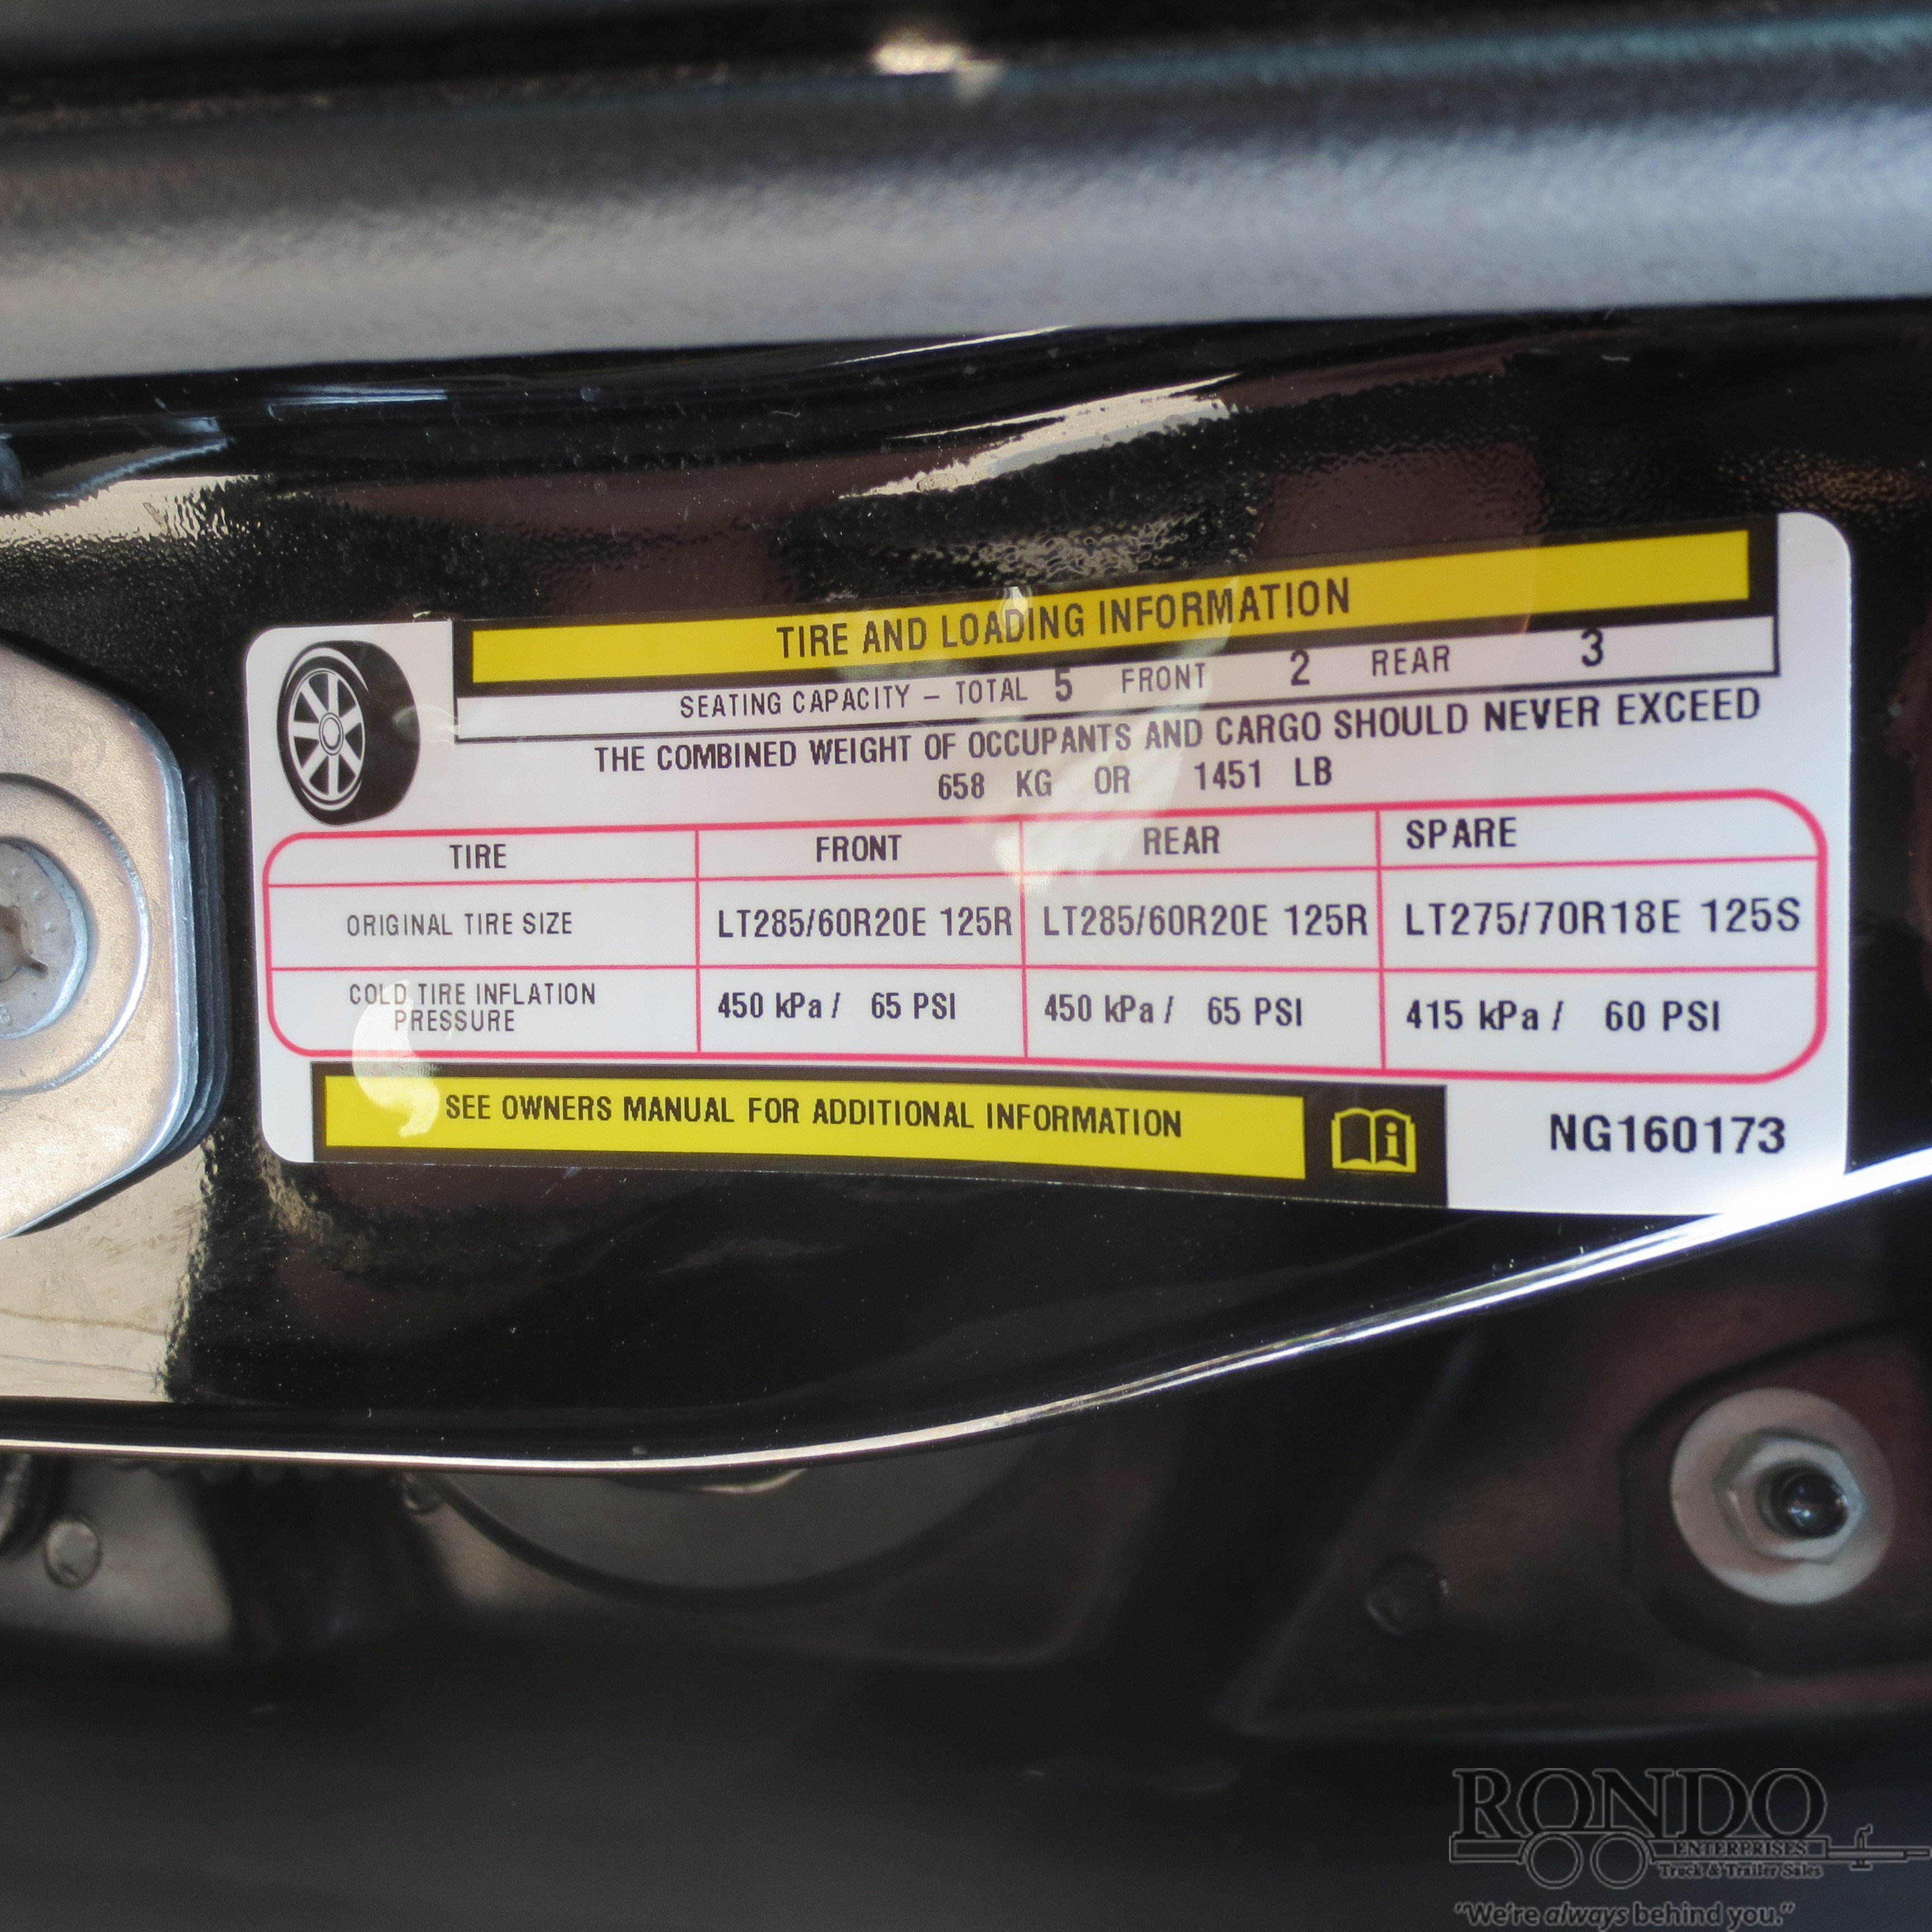 TIRE AND LOADING INFORMATION
SEATING CAPACITY – TOTAL 5 FRONT 2 REAR 3
THE COMBINED WEIGHT OF OCCUPANTS AND CARGO SHOULD NEVER EXCEED
658 KG OR 1451 LB
TIRE FRONT REAR SPARE
ORIGINAL TIRE SIZE LT285/60R20E 125R LT285/60R20E 125R LT275/70R18E 125S
COLD TIRE INFLATION
PRESSURE 450 kPa / 65 PSI 450 kPa / 65 PSI 415 kPa / 60 PSI
SEE OWNERS MANUAL FOR ADDITIONAL INFORMATION
NG160173
RONDO
ENTERPRISES
Truck & Trailer Sales
"We're always behind you."